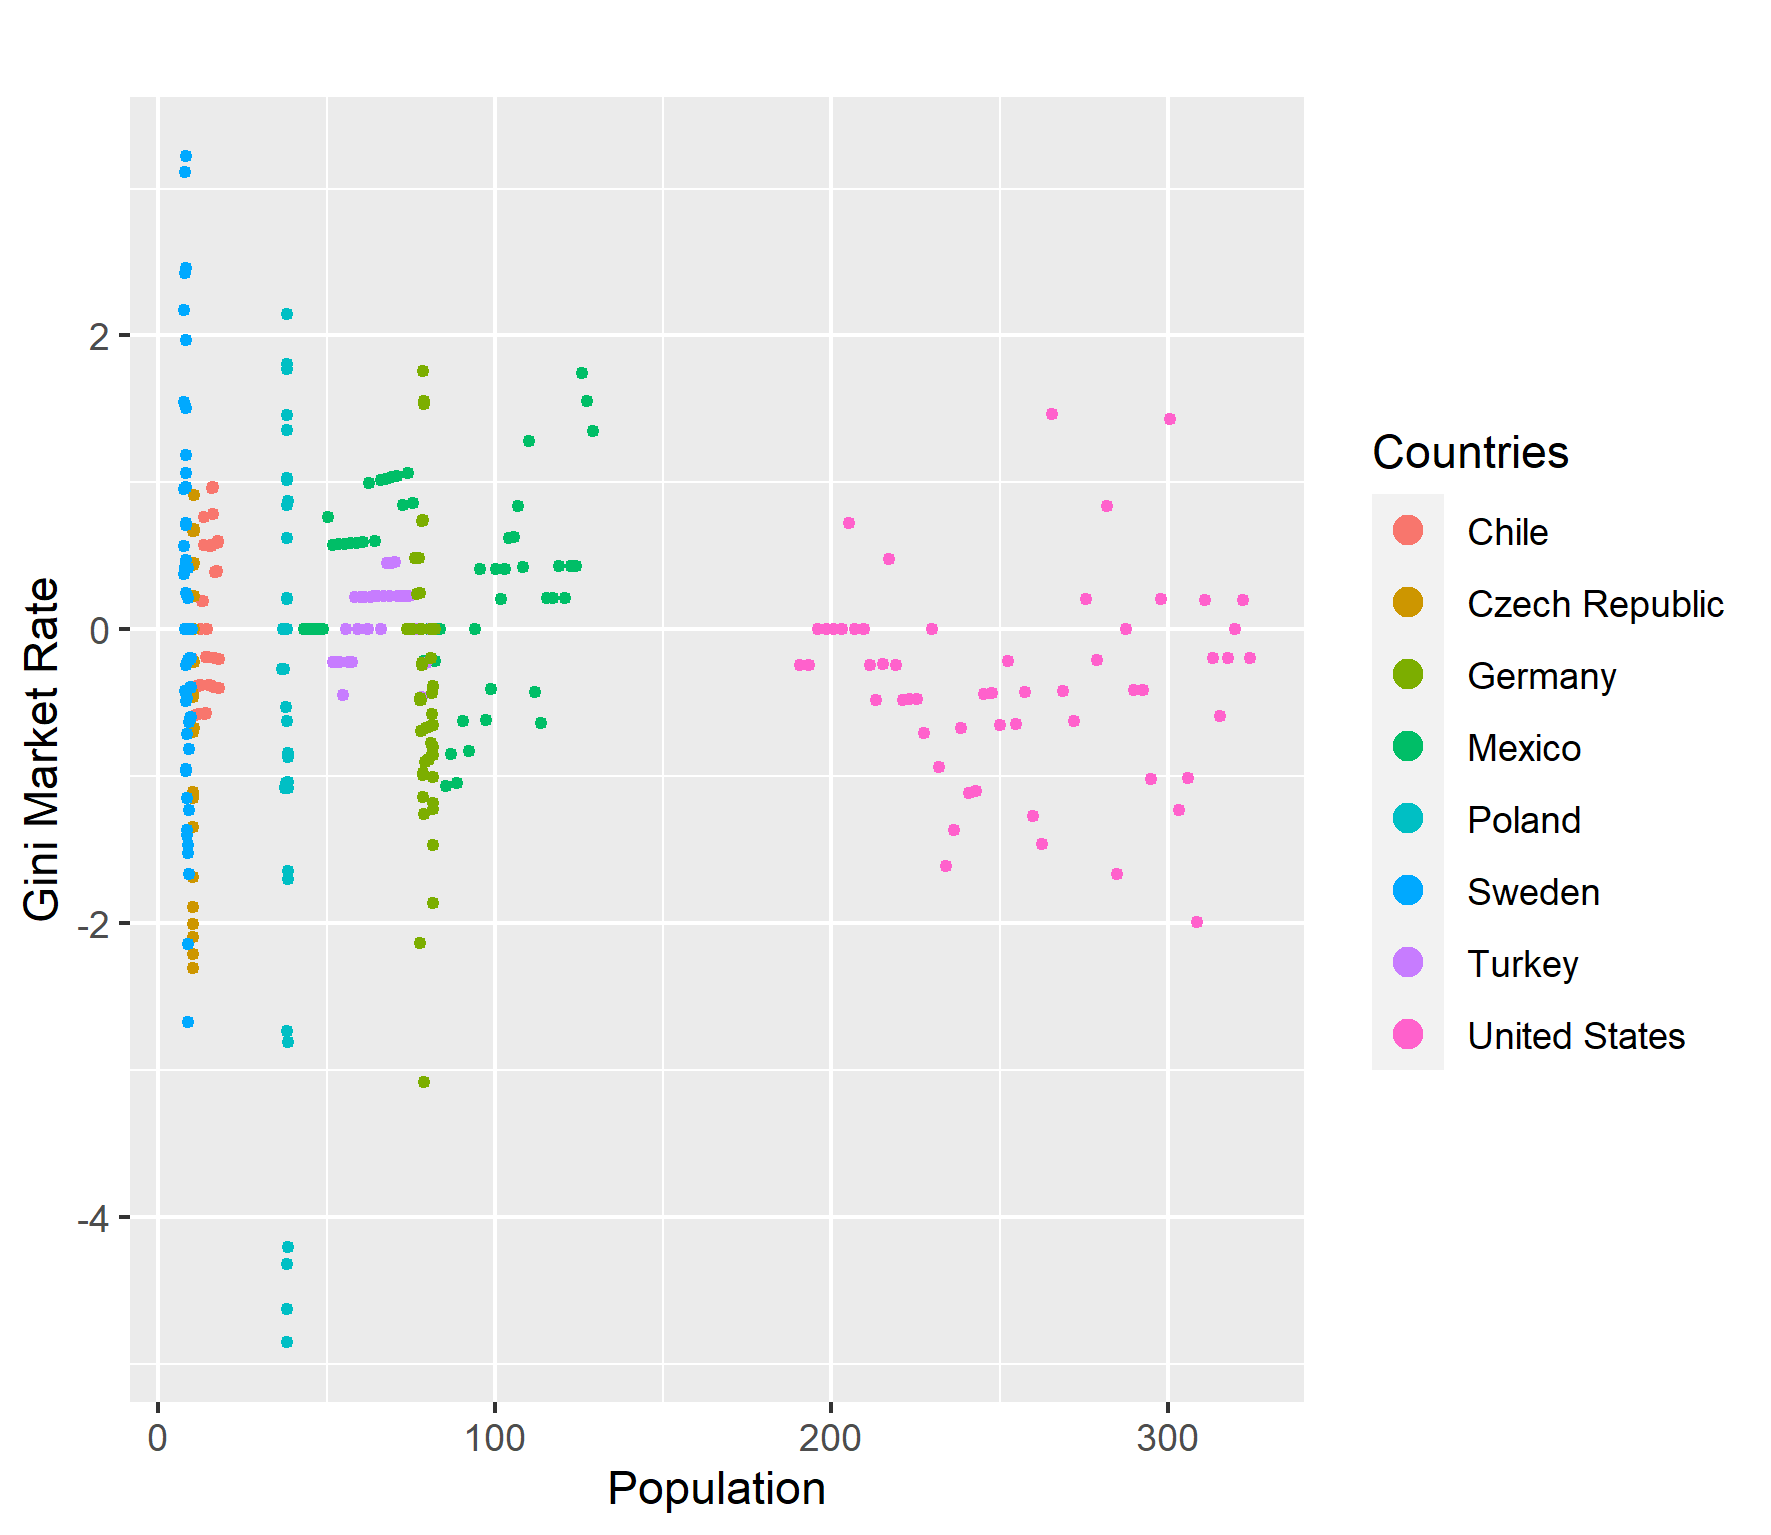 2
0
-2
-4
Gini Market Rate
0 100 200 300
Population
Countries
Chile
Czech Republic
Germany
Mexico
Poland
Sweden
Turkey
United States